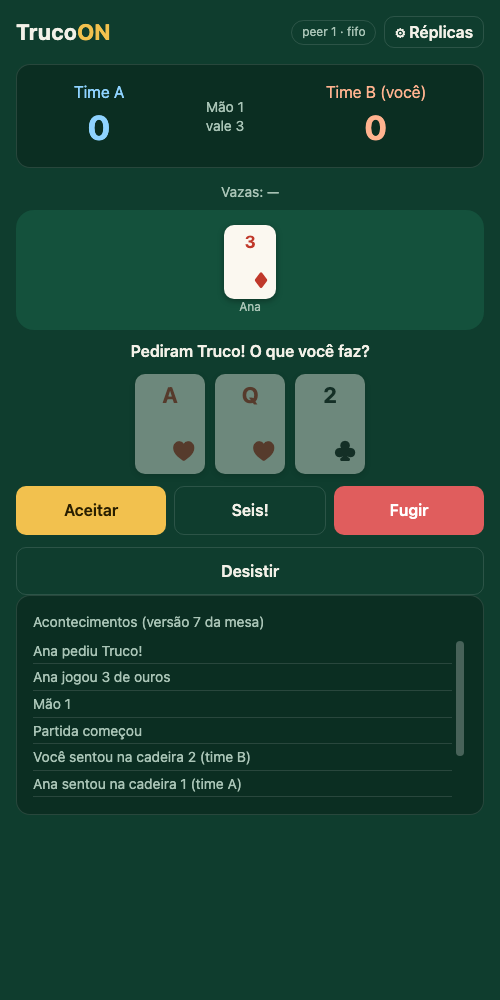 TrucoON
peer 1 · fifo
⚙ Réplicas
Time A
0
Mão 1
vale 3
Time B (você)
0
Vazas: —
3
Ana
Pediram Truco! O que você faz?
A
Q
2
Aceitar
Seis!
Fugir
Desistir
Acontecimentos (versão 7 da mesa)
Ana pediu Truco!
Ana jogou 3 de ouros
Mão 1
Partida começou
Você sentou na cadeira 2 (time B)
Ana sentou na cadeira 1 (time A)